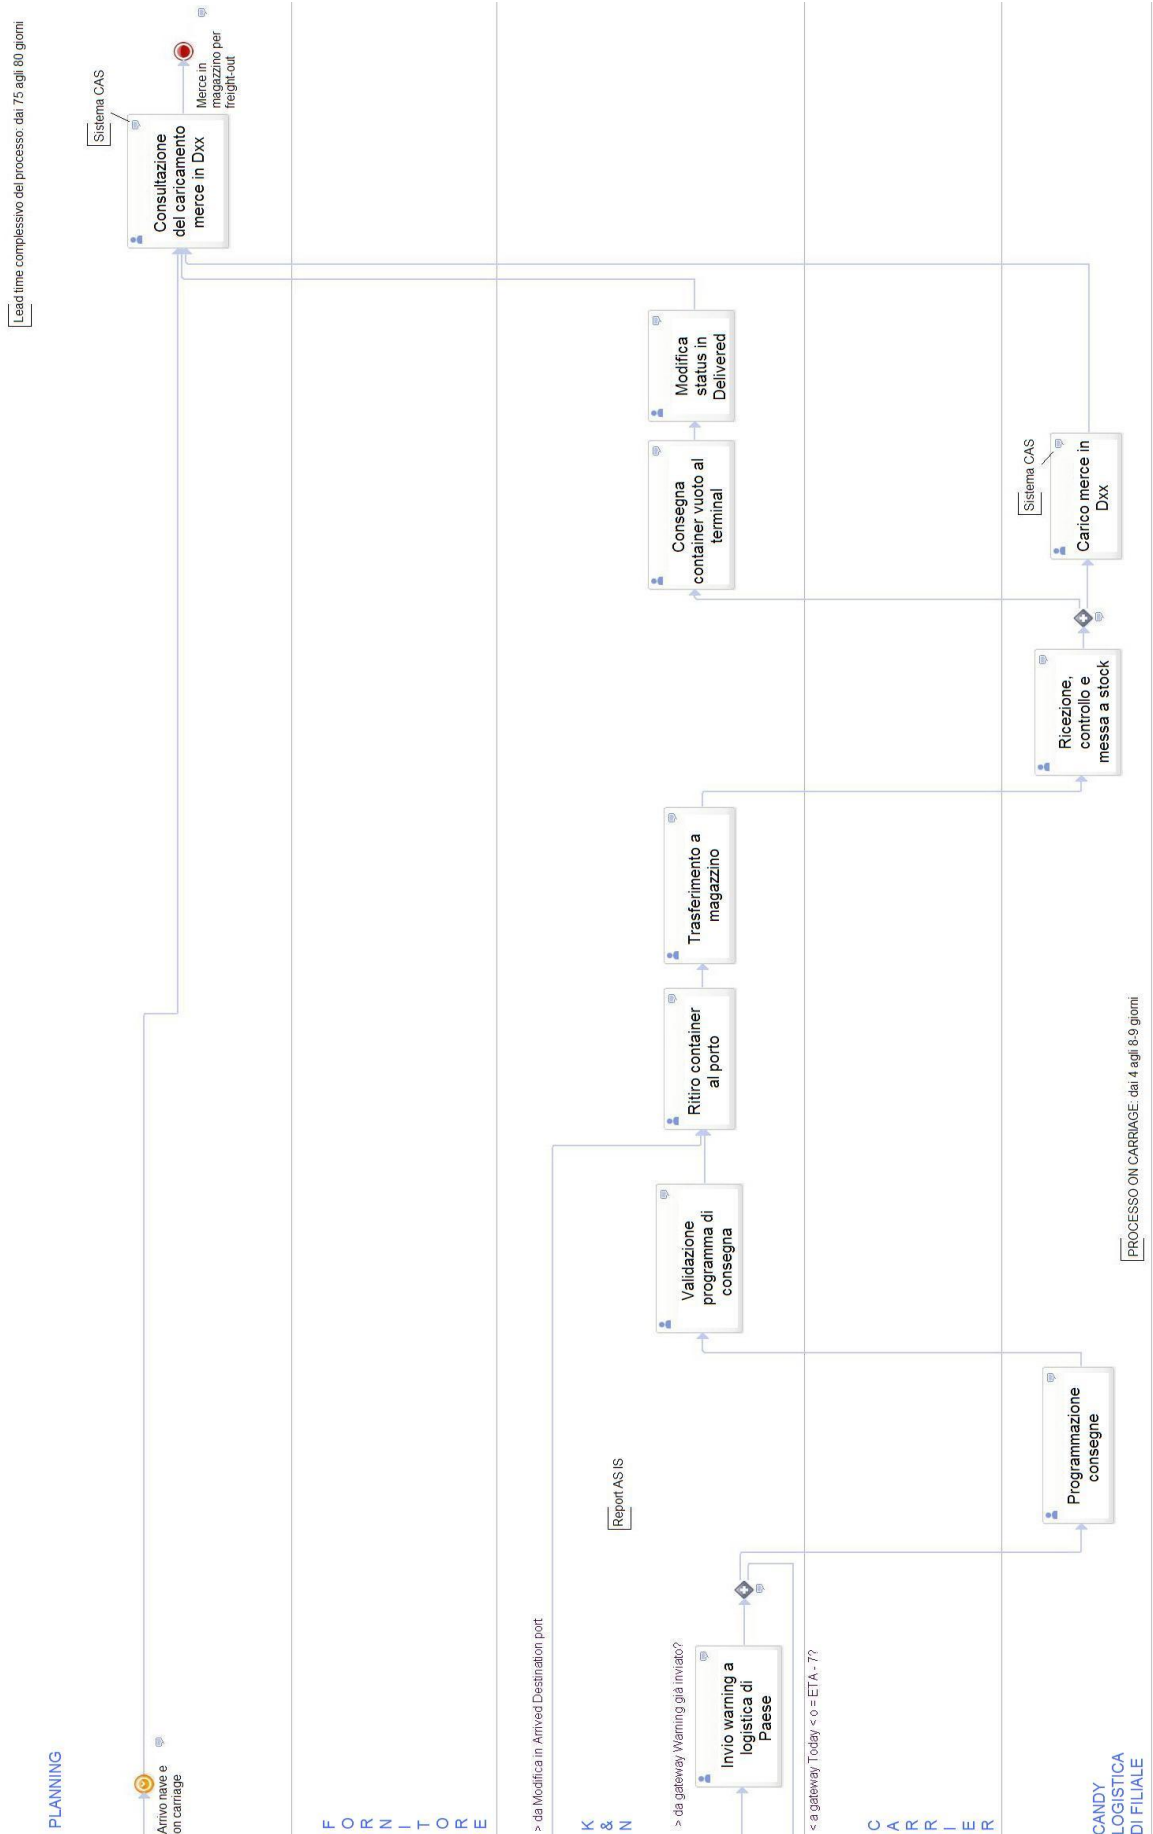 Lead time complessivo del processo: dai 75 agli 80 giorni
PLANNING
Arrivo nave e
on carriage
Sistema CAS
Consultazione
del caricamento
merce in Dxx
Merce in
magazzino per
freight-out
F O R N I T O R E
> da Modifica in Arrived Destination port
K
&
N
Report AS IS
> da gateway Warning già inviato?
Invio warning a
logistica di
Paese
Validazione
programma di
consegna
Ritiro container
al porto
Trasferimento a
magazzino
Consegna
container vuoto al
terminal
Modifica
status in
Delivered
< a gateway Today < o = ETA - 7?
C A R R I E R
CANDY
LOGISTICA
DI FILIALE
Programmazione
consegne
Ricezione,
controllo e
messa a stock
Sistema CAS
Carico merce in
Dxx
PROCESSO ON CARRIAGE: dai 4 agli 8-9 giorni